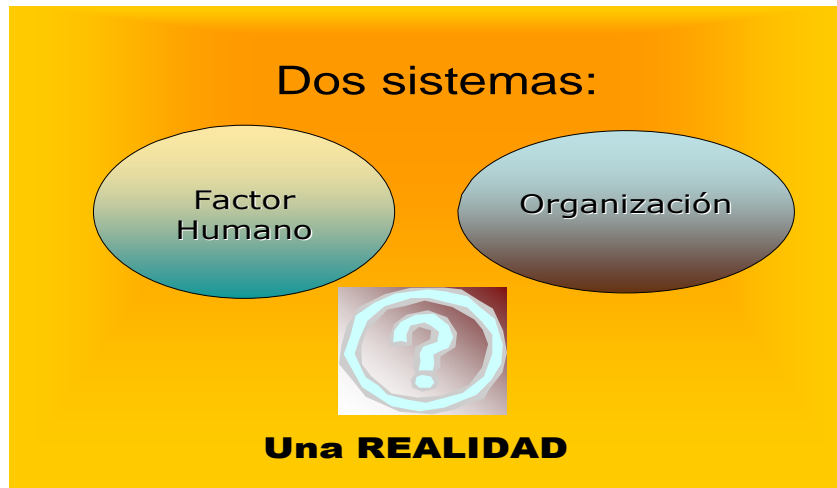 Dos sistemas:
Factor
Humano
Organización
?
Una REALIDAD